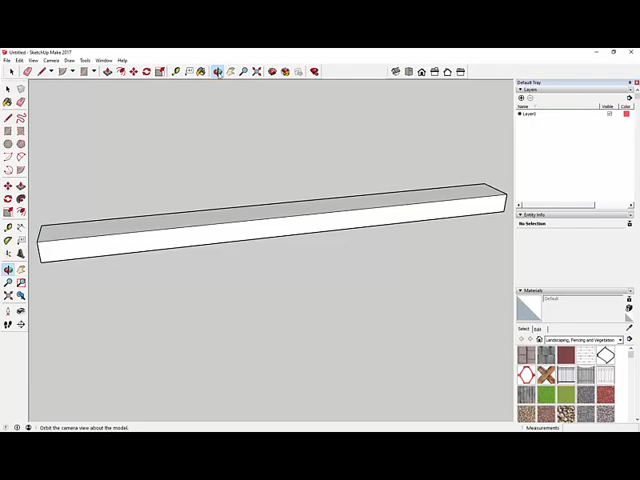 Untitled - SketchUp Make 2017
File Edit View Camera Draw Tools Window Help
Default Tray
Layers
Name Visible Color
Layer0
Entity Info
No Selection
Materials
Default
Select Edit
Landscaping, Fencing and Vegetation
Orbit the camera view about the model.
Measurements